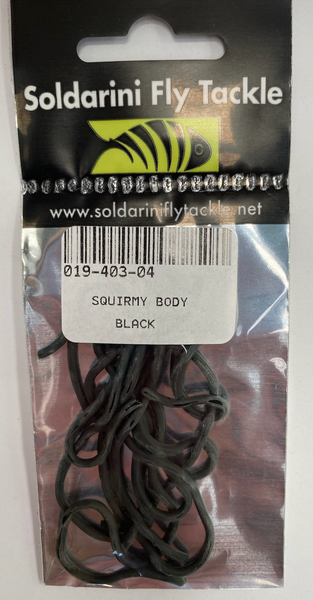 Soldarini Fly Tackle
www.soldariniflytackle.net
019-403-04
SQUIRMY BODY
BLACK